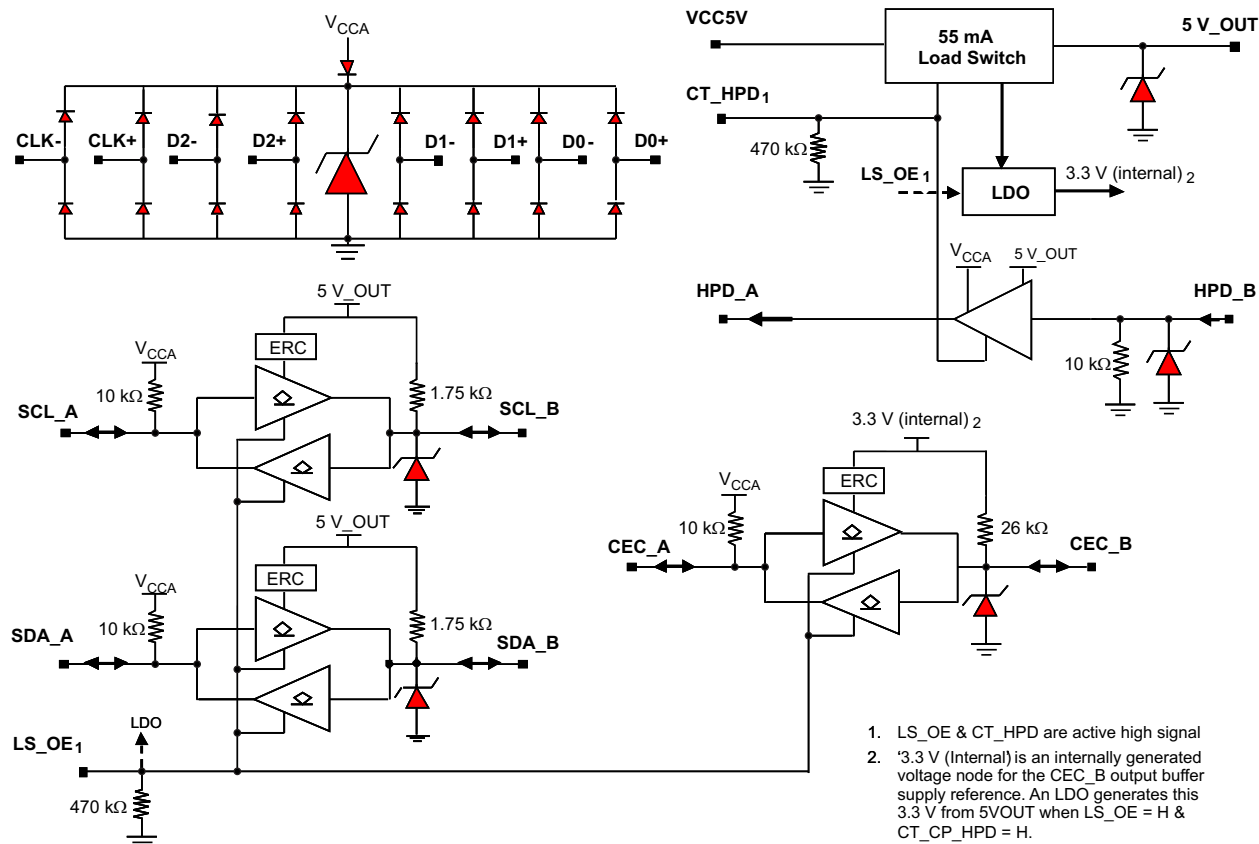 VCCA
CLK-
CLK+
D2-
D2+
D1-
D1+
D0-
D0+
VCC5V
55 mA
Load Switch
5 V_OUT
CT_HPD1
470 kΩ
LS_OE1
LDO
3.3 V (internal) 2
VCCA
5 V_OUT
HPD_A
HPD_B
10 kΩ
5 V_OUT
ERC
VCCA
10 kΩ
1.75 kΩ
SCL_A
SCL_B
5 V_OUT
ERC
VCCA
10 kΩ
1.75 kΩ
SDA_A
SDA_B
LDO
LS_OE1
470 kΩ
3.3 V (internal) 2
ERC
VCCA
10 kΩ
26 kΩ
CEC_A
CEC_B
1. LS_OE & CT_HPD are active high signal
2. '3.3 V (Internal) is an internally generated
voltage node for the CEC_B output buffer
supply reference. An LDO generates this
3.3 V from 5VOUT when LS_OE = H &
CT_CP_HPD = H.